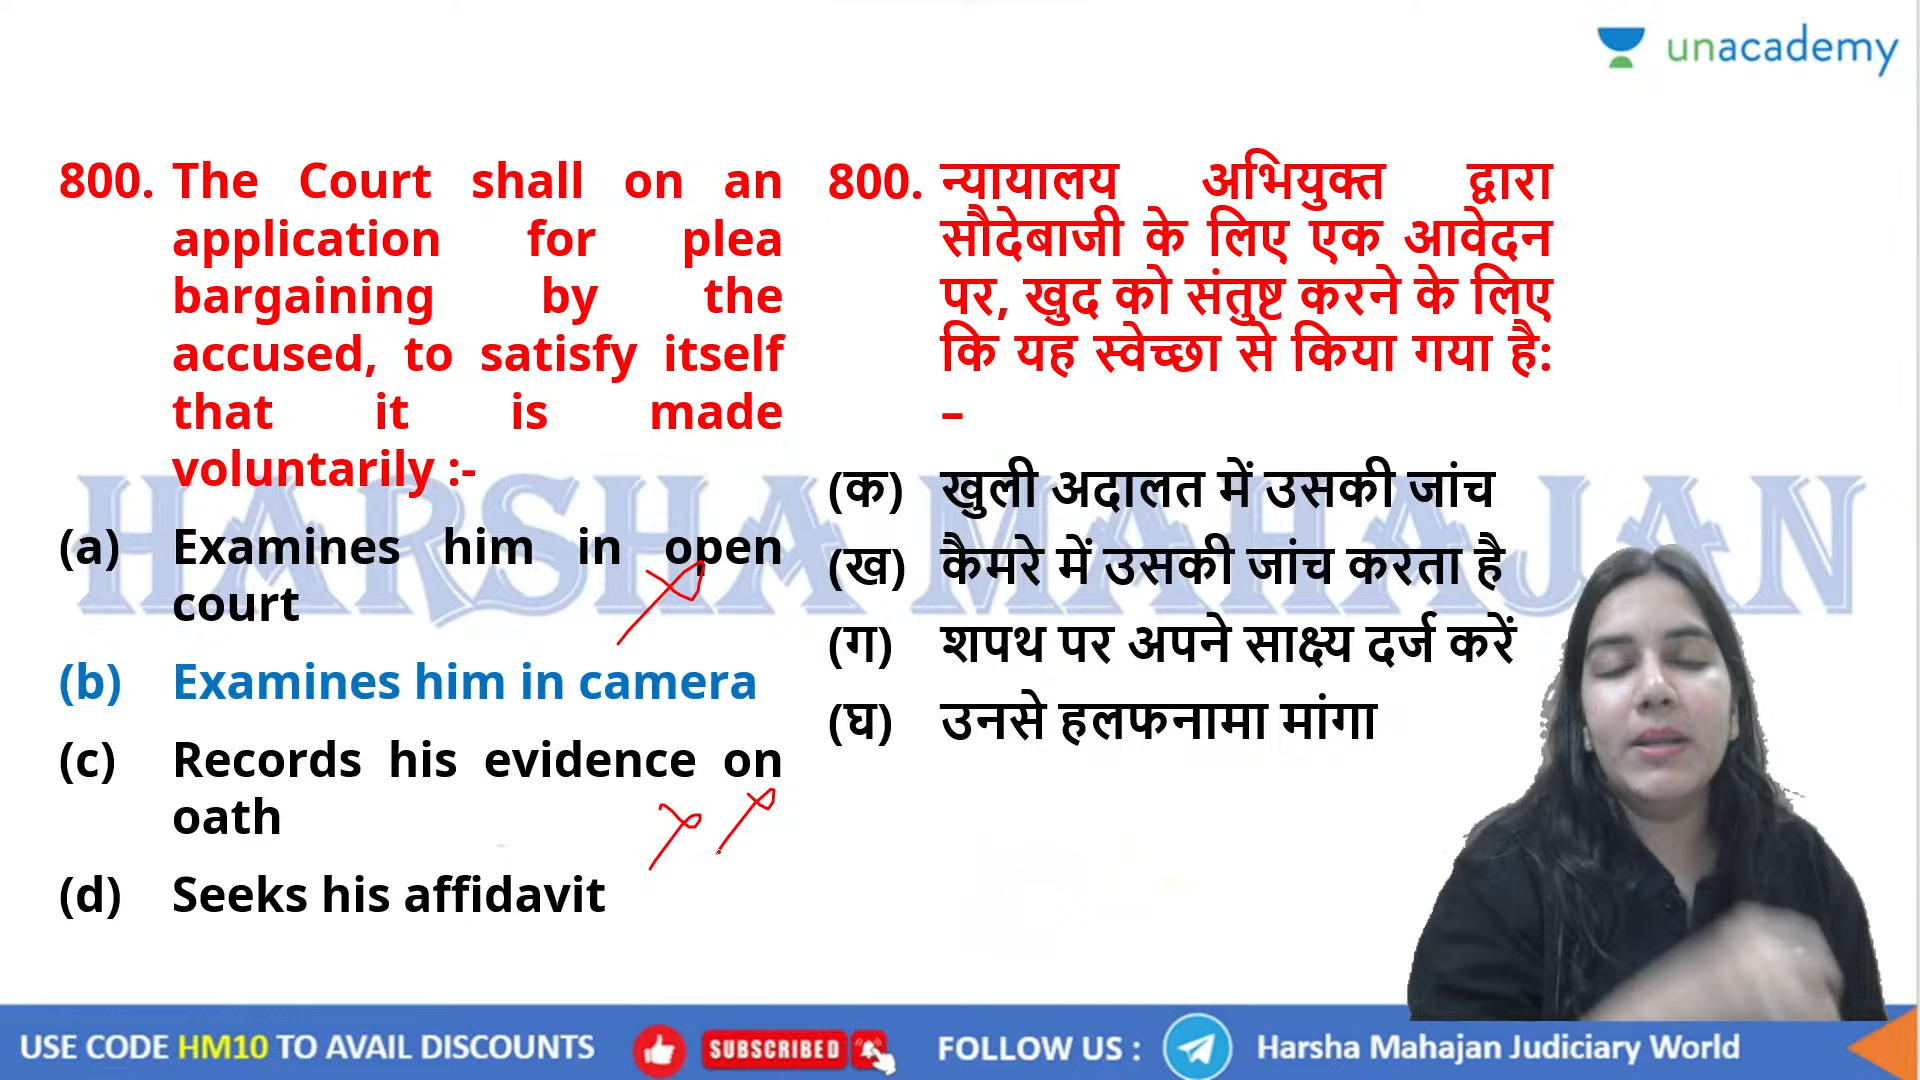 unacademy
800. The Court shall on an
application for plea
bargaining by the
accused, to satisfy itself
that it is made
voluntarily :-
(a) Examines him in open
court
(b) Examines him in camera
(c) Records his evidence on
oath
(d) Seeks his affidavit
800. न्यायालय अभियुक्त द्वारा
सौदेबाजी के लिए एक आवेदन
पर, खुद को संतुष्ट करने के लिए
कि यह स्वेच्छा से किया गया है:
–
(क) खुली अदालत में उसकी जांच
(ख) कैमरे में उसकी जांच करता है
(ग) शपथ पर अपने साक्ष्य दर्ज करें
(घ) उनसे हलफनामा मांगा
HARSHA MAHAJAN
USE CODE HM10 TO AVAIL DISCOUNTS
SUBSCRIBED
FOLLOW US :
Harsha Mahajan Judiciary World